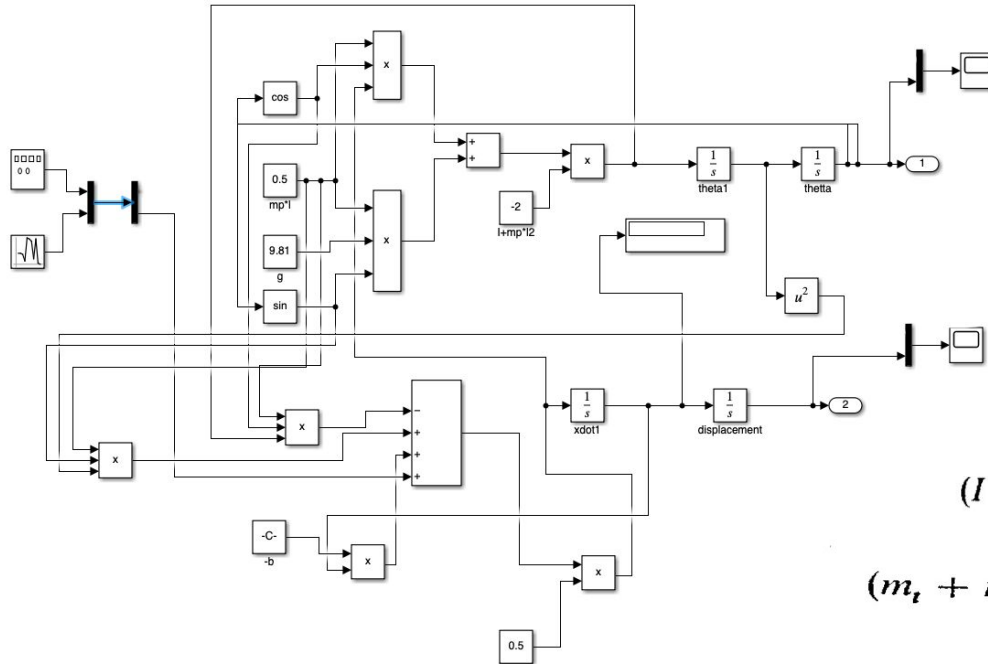 x
cos
+
+
x
1/s
theta1
1/s
thetta
1
0 0
0.5
mp*l
x
-2
l+mp*l2
9.81
g
sin
u²
x
−
+
+
+
1/s
xdot1
1/s
displacement
2
x
-C-
-b
x
x
0.5
(I
(m_t +